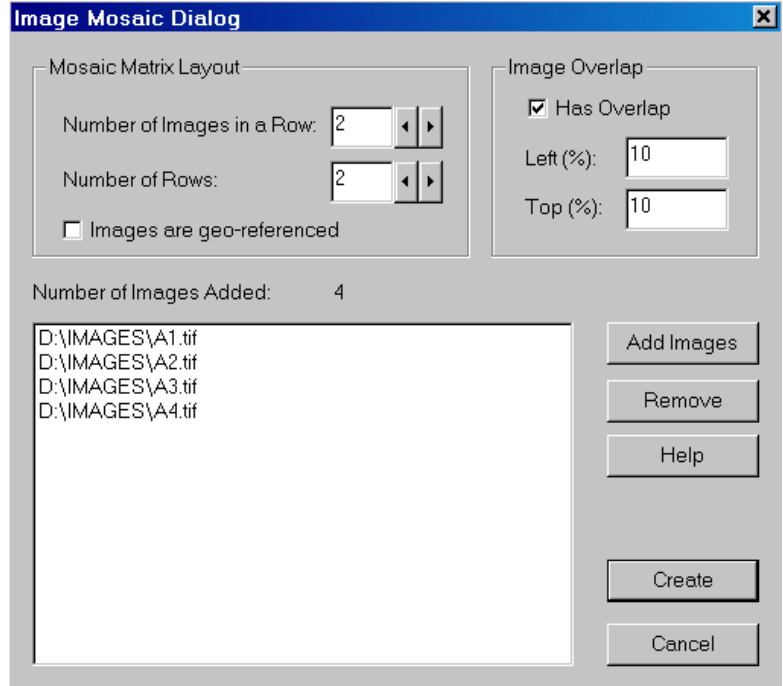 Image Mosaic Dialog
Mosaic Matrix Layout
Number of Images in a Row: 2
Number of Rows: 2
Images are geo-referenced
Image Overlap
Has Overlap
Left (%): 10
Top (%): 10
Number of Images Added: 4
D:\IMAGES\A1.tif
D:\IMAGES\A2.tif
D:\IMAGES\A3.tif
D:\IMAGES\A4.tif
Add Images
Remove
Help
Create
Cancel